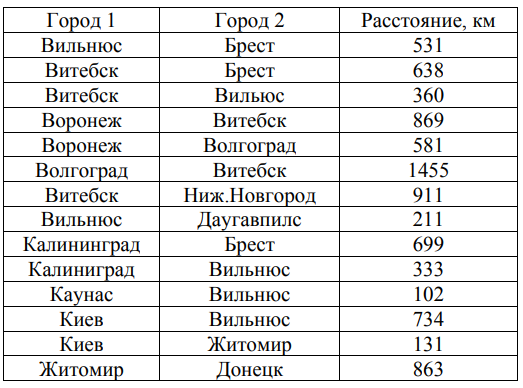 Город 1 Город 2 Расстояние, км
Вильнюс Брест 531
Витебск Брест 638
Витебск Вильюс 360
Воронеж Витебск 869
Воронеж Волгоград 581
Волгоград Витебск 1455
Витебск Ниж.Новгород 911
Вильнюс Даугавпилс 211
Калининград Брест 699
Калиниград Вильнюс 333
Каунас Вильнюс 102
Киев Вильнюс 734
Киев Житомир 131
Житомир Донецк 863